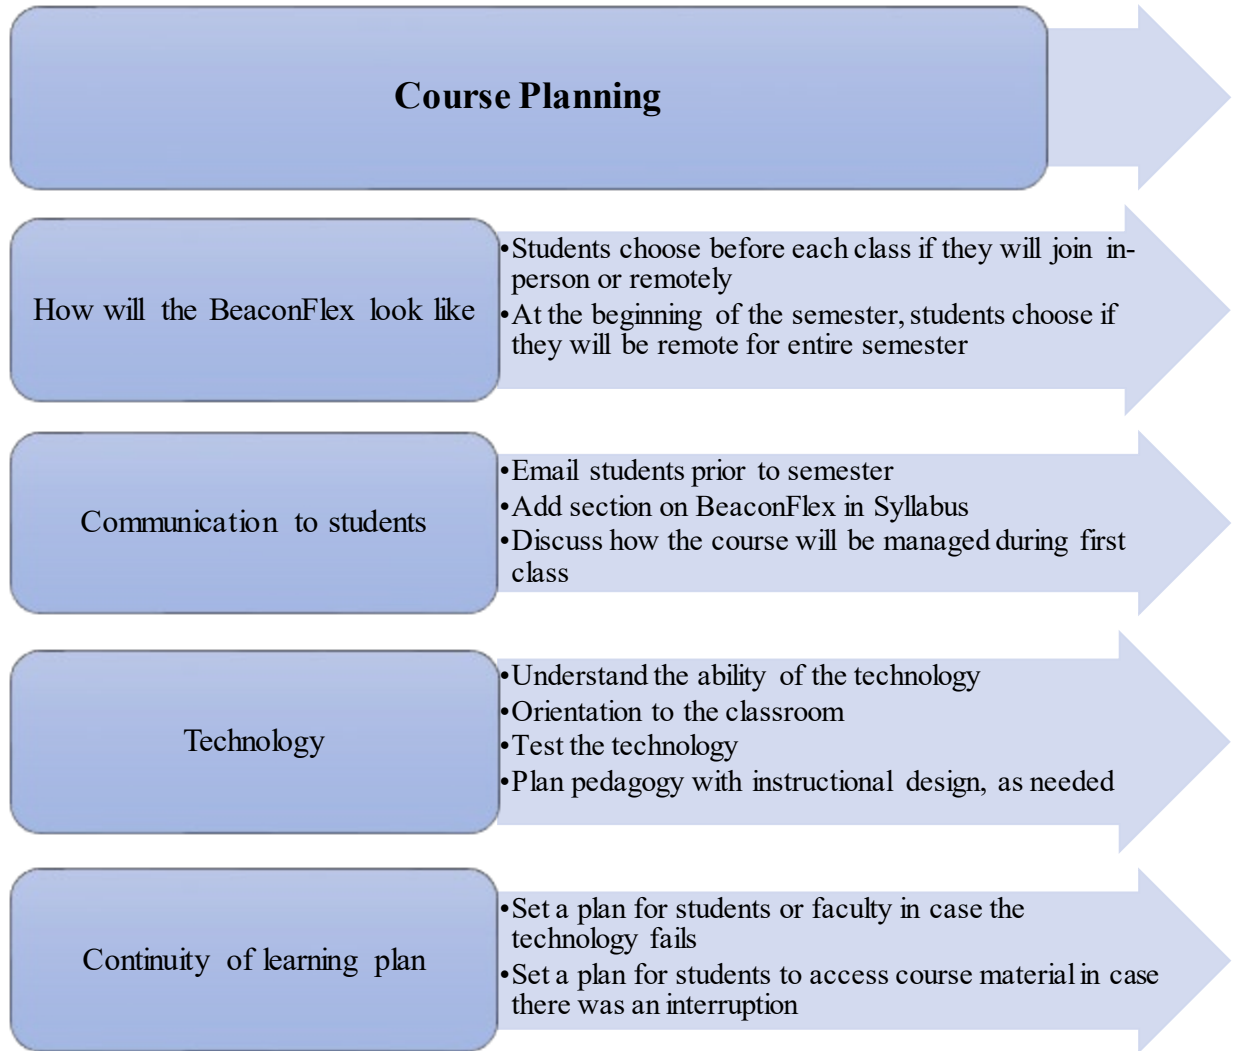 Course Planning
How will the BeaconFlex look like
•Students choose before each class if they will join in-
person or remotely
•At the beginning of the semester, students choose if
they will be remote for entire semester
Communication to students
•Email students prior to semester
•Add section on BeaconFlex in Syllabus
•Discuss how the course will be managed during first
class
Technology
•Understand the ability of the technology
•Orientation to the classroom
•Test the technology
•Plan pedagogy with instructional design, as needed
Continuity of learning plan
•Set a plan for students or faculty in case the
technology fails
•Set a plan for students to access course material in case
there was an interruption